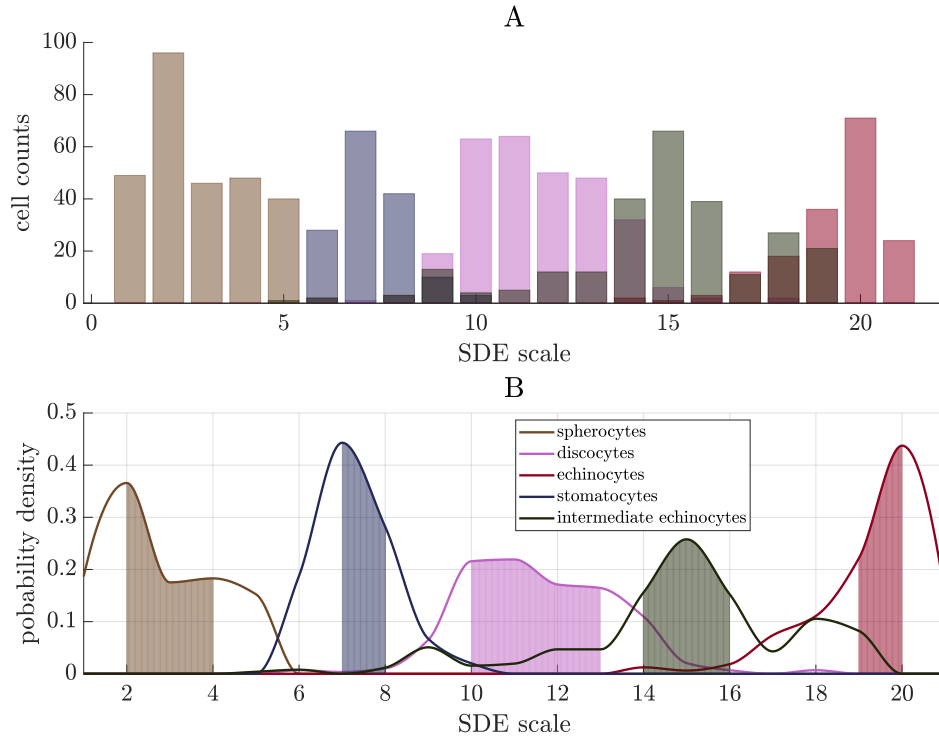 A
100
80
60
40
20
0
cell counts
0 5 10 15 20
SDE scale
B
0.5
0.4
0.3
0.2
0.1
0
pobability density
spherocytes
discocytes
echinocytes
stomatocytes
intermediate echinocytes
2 4 6 8 10 12 14 16 18 20
SDE scale